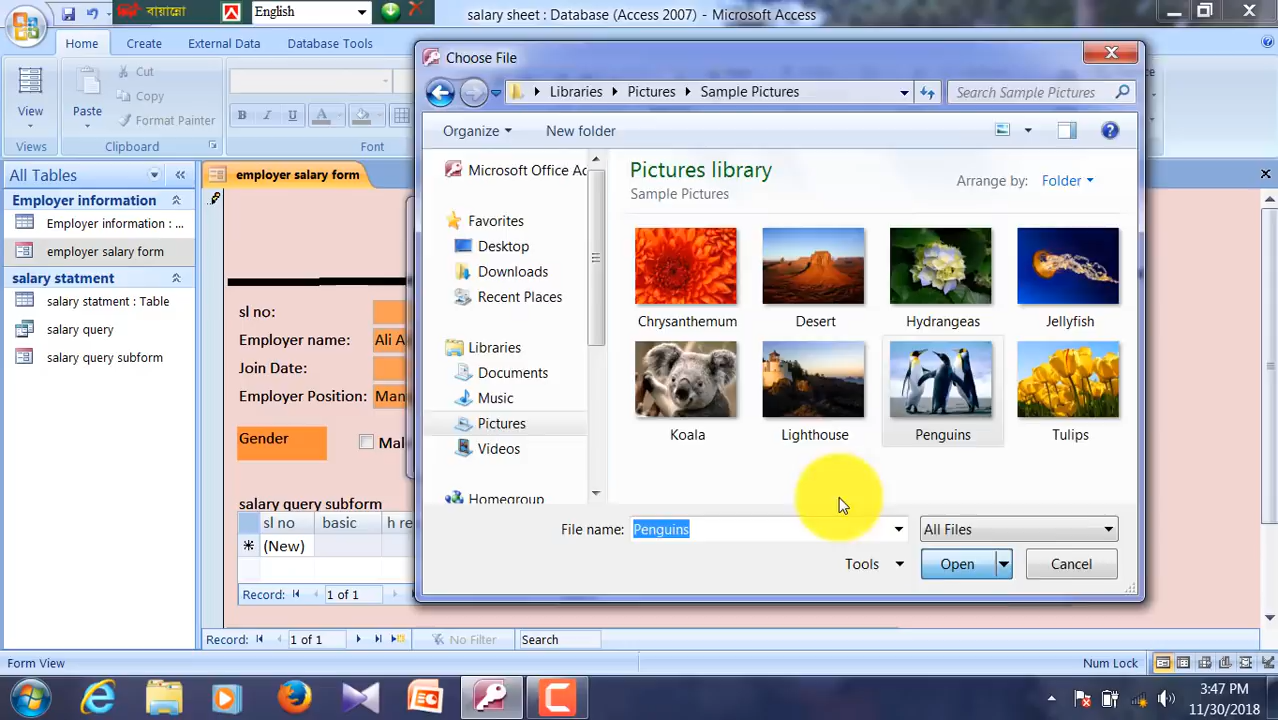 বায়ান্নো
English
salary sheet : Database (Access 2007) - Microsoft Access
Home
Create
External Data
Database Tools
View
Views
Paste
Cut
Copy
Format Painter
Clipboard
B I U A
Font
All Tables
Employer information
Employer information : ...
employer salary form
salary statment
salary statment : Table
salary query
salary query subform
employer salary form
sl no:
Employer name:
Ali A
Join Date:
Employer Position:
Man
Gender
Mal
salary query subform
sl no
basic
h re
(New)
Record:
1 of 1
Record:
1 of 1
No Filter
Search
Form View
Num Lock
Choose File
Libraries
Pictures
Sample Pictures
Search Sample Pictures
Organize
New folder
Microsoft Office Ac
Favorites
Desktop
Downloads
Recent Places
Libraries
Documents
Music
Pictures
Videos
Homegroup
Pictures library
Sample Pictures
Arrange by:
Folder
Chrysanthemum
Desert
Hydrangeas
Jellyfish
Koala
Lighthouse
Penguins
Tulips
File name:
Penguins
All Files
Tools
Open
Cancel
3:47 PM
11/30/2018